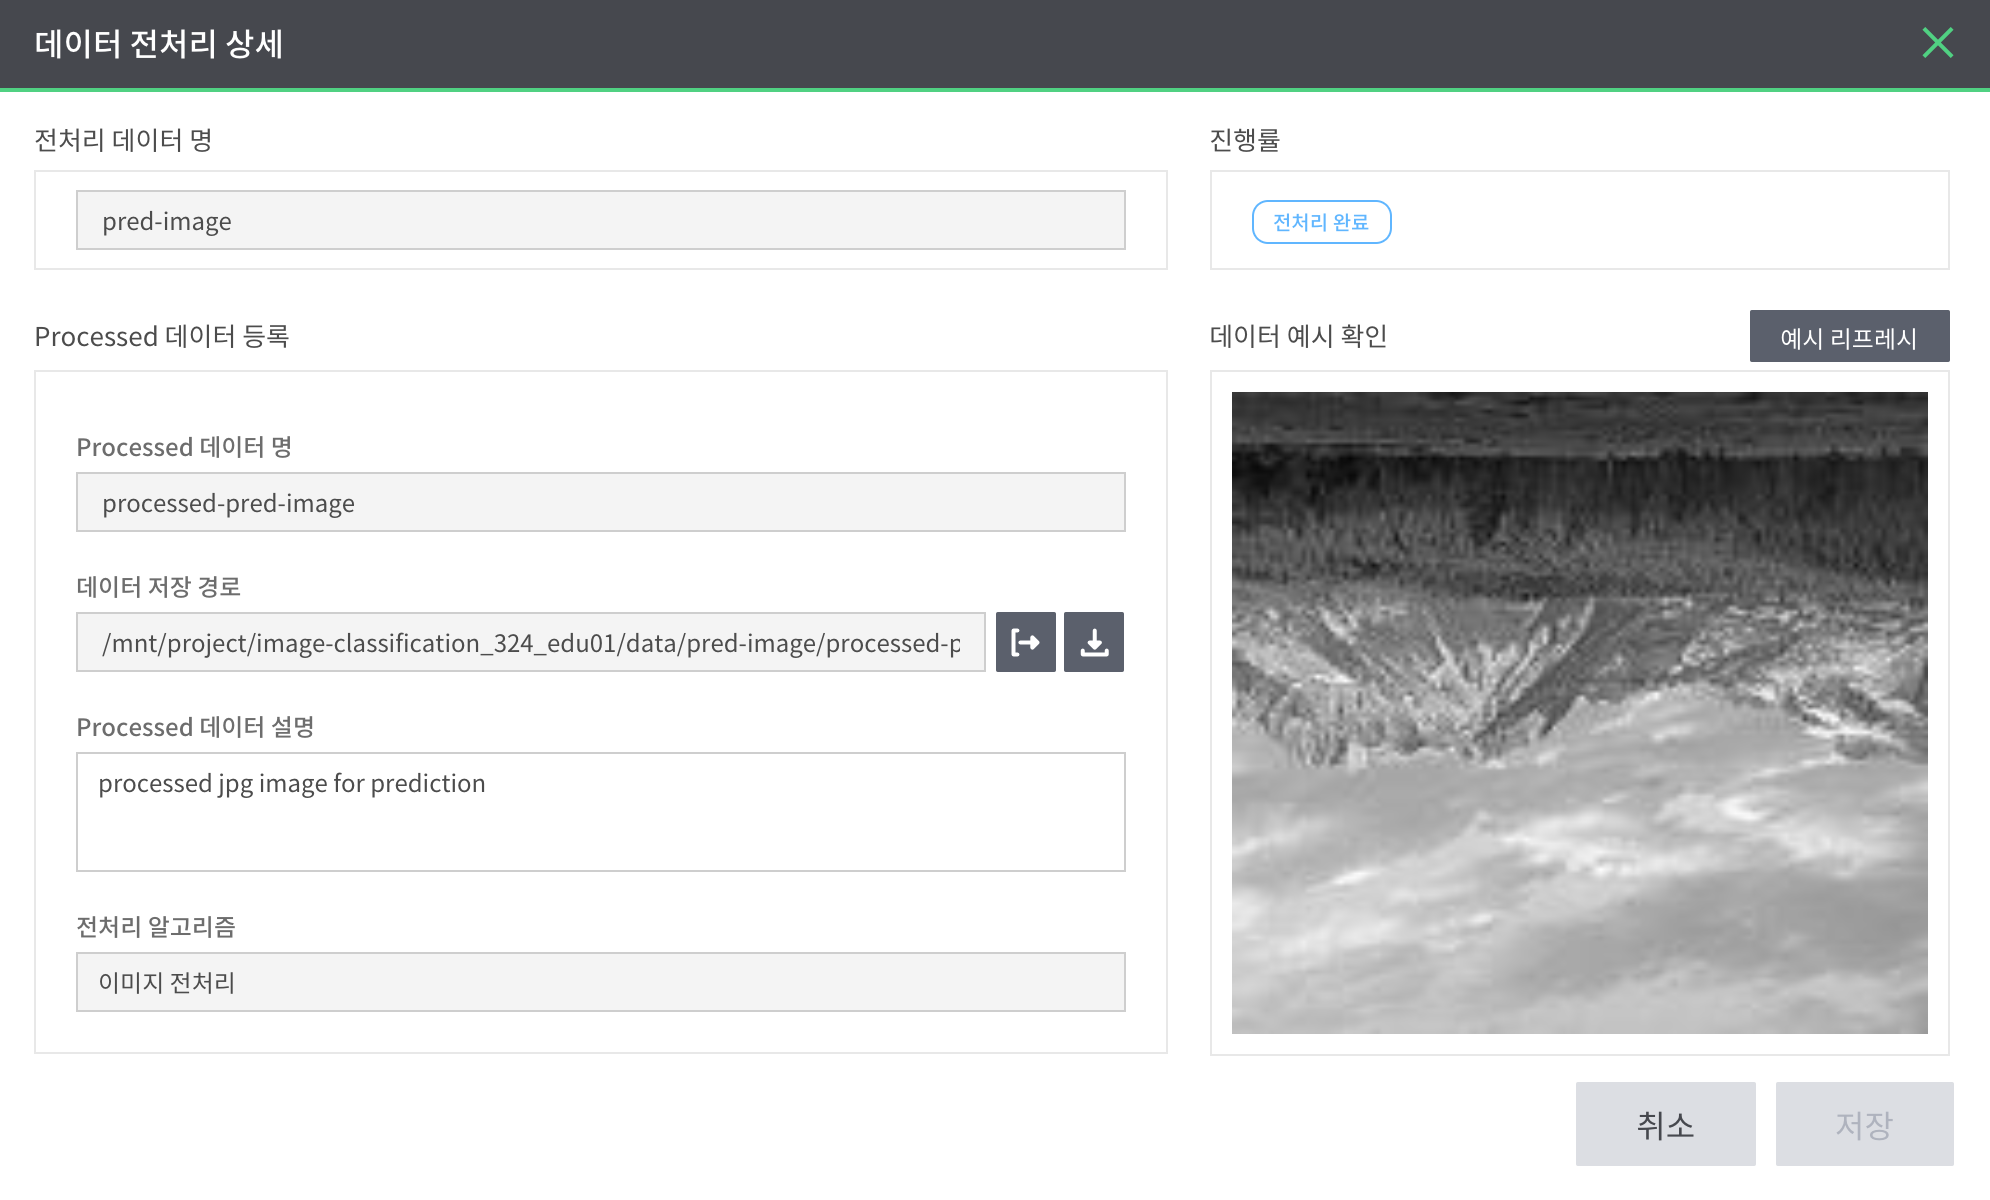 데이터 전처리 상세
전처리 데이터 명
진행률
pred-image
전처리 완료
Processed 데이터 등록
데이터 예시 확인
예시 리프레시
Processed 데이터 명
processed-pred-image
데이터 저장 경로
/mnt/project/image-classification_324_edu01/data/pred-image/processed-p
Processed 데이터 설명
processed jpg image for prediction
전처리 알고리즘
이미지 전처리
취소
저장